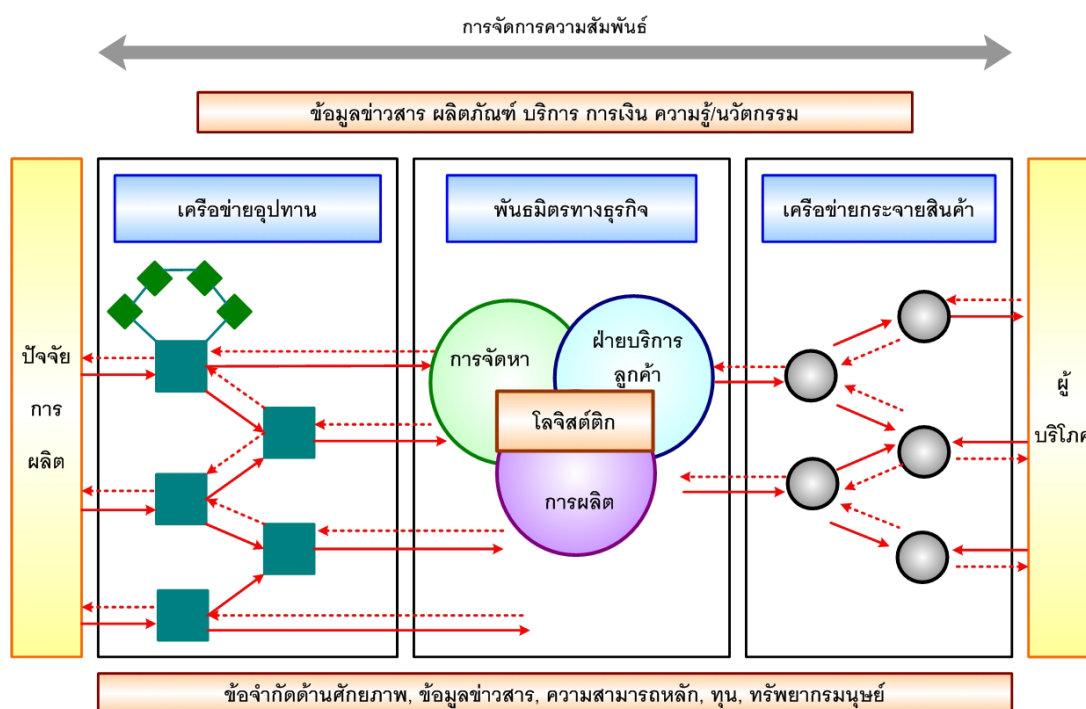 การจัดการความสัมพันธ์
ข้อมูลข่าวสาร ผลิตภัณฑ์ บริการ การเงิน ความรู้/นวัตกรรม
เครือข่ายอุปทาน
พันธมิตรทางธุรกิจ
เครือข่ายกระจายสินค้า
ปัจจัย
การ
ผลิต
การจัดหา
ฝ่ายบริการ
ลูกค้า
โลจิสต์ติก
การผลิต
ผู้
บริโภค
ข้อจำกัดด้านศักยภาพ, ข้อมูลข่าวสาร, ความสามารถหลัก, ทุน, ทรัพยากรมนุษย์